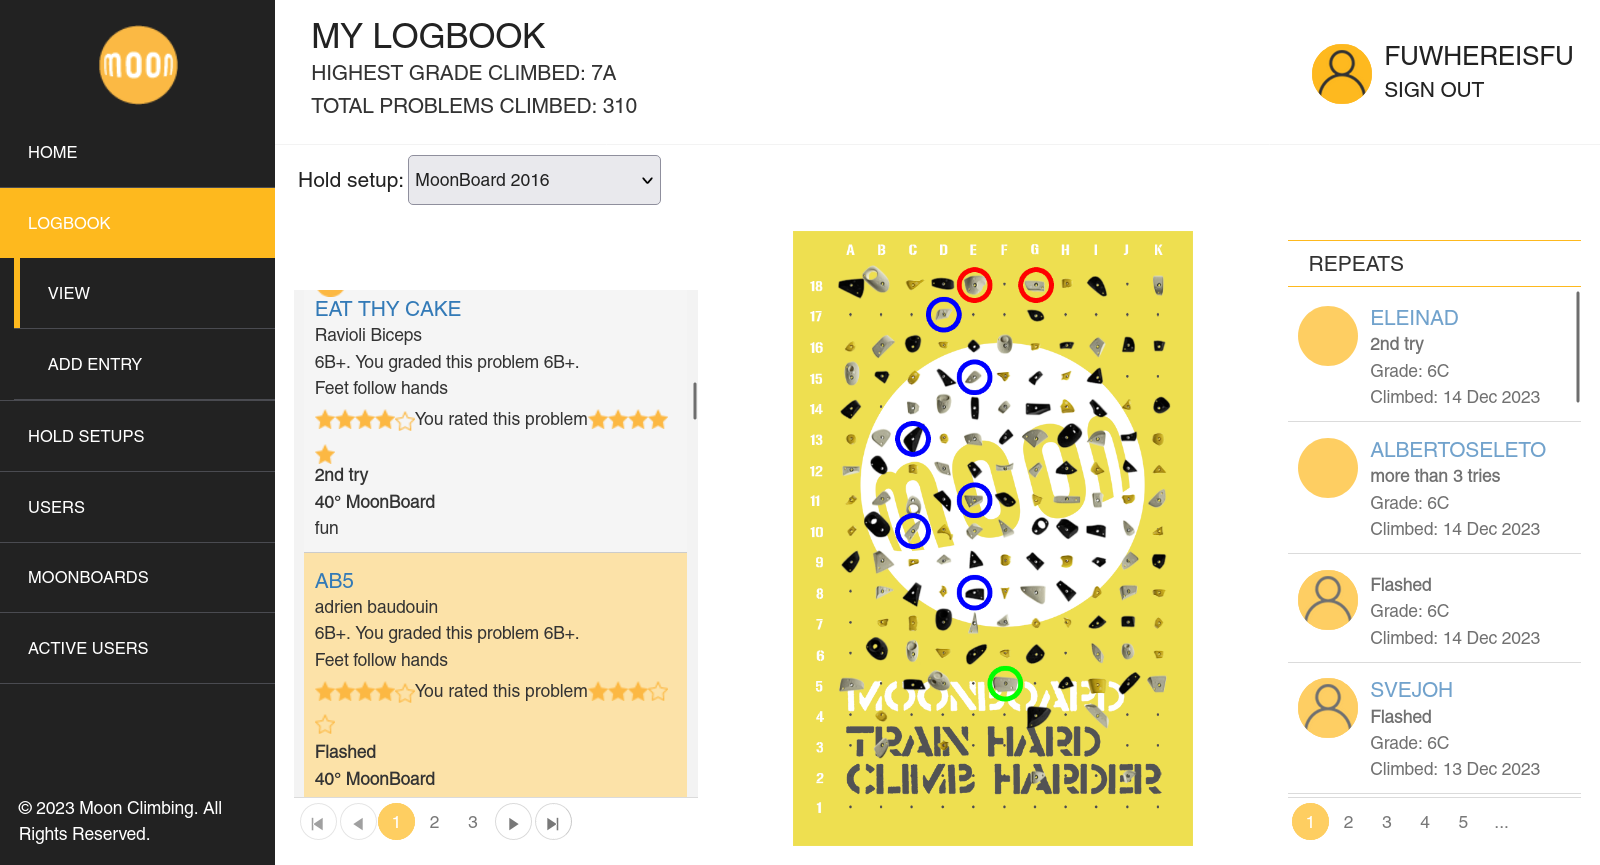 moon
HOME
LOGBOOK
VIEW
ADD ENTRY
HOLD SETUPS
USERS
MOONBOARDS
ACTIVE USERS
© 2023 Moon Climbing. All
Rights Reserved.
MY LOGBOOK
HIGHEST GRADE CLIMBED: 7A
TOTAL PROBLEMS CLIMBED: 310
FUWHEREISFU
SIGN OUT
Hold setup: MoonBoard 2016
EAT THY CAKE
Ravioli Biceps
6B+. You graded this problem 6B+.
Feet follow hands
You rated this problem
2nd try
40° MoonBoard
fun
AB5
adrien baudouin
6B+. You graded this problem 6B+.
Feet follow hands
You rated this problem
Flashed
40° MoonBoard
1 2 3
A B C D E F G H I J K
18
17
16
15
14
13
12
11
10
9
8
7
6
5
4
3
2
1
moon
MOONBOARD
TRAIN HARD
CLIMB HARDER
REPEATS
ELEINAD
2nd try
Grade: 6C
Climbed: 14 Dec 2023
ALBERTOSELETO
more than 3 tries
Grade: 6C
Climbed: 14 Dec 2023
Flashed
Grade: 6C
Climbed: 14 Dec 2023
SVEJOH
Flashed
Grade: 6C
Climbed: 13 Dec 2023
1 2 3 4 5 ...